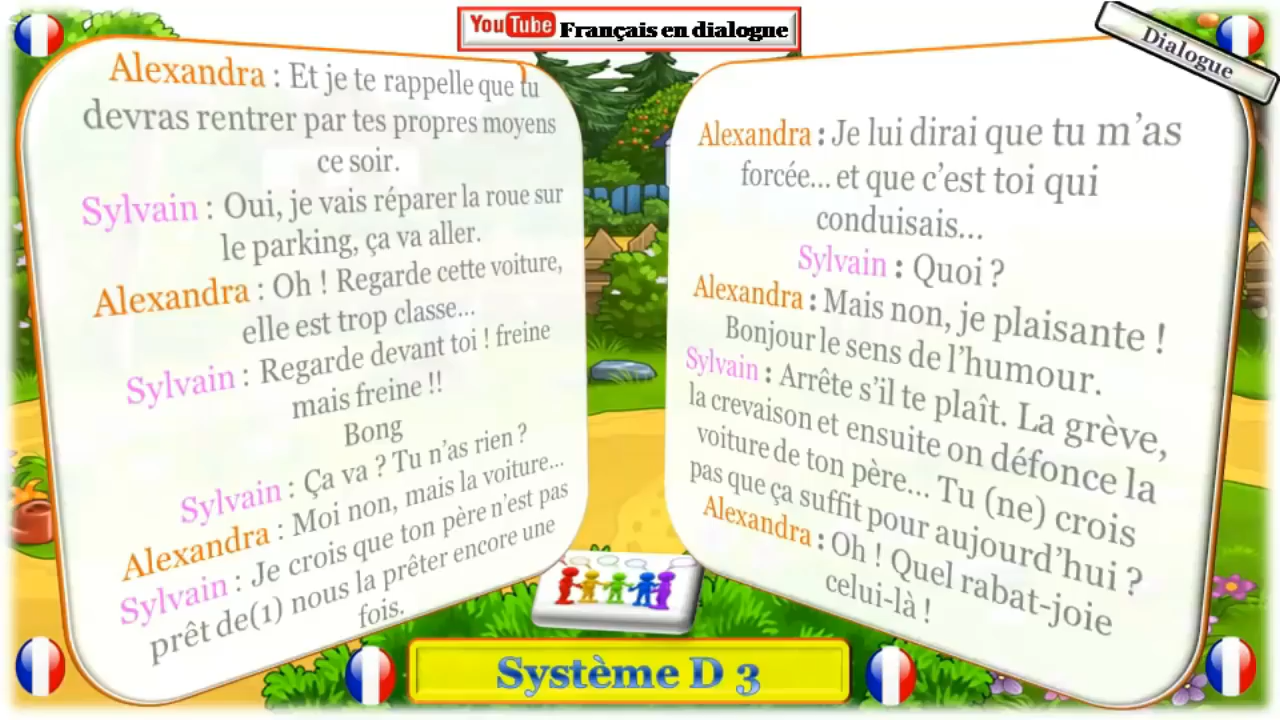 YouTube Français en dialogue
Dialogue
Alexandra : Et je te rappelle que tu
devras rentrer par tes propres moyens
ce soir.
Sylvain : Oui, je vais réparer la roue sur
le parking, ça va aller.
Alexandra : Oh ! Regarde cette voiture,
elle est trop classe...
Sylvain : Regarde devant toi ! freine
mais freine !!
Bong
Sylvain : Ça va ? Tu n'as rien ?
Alexandra : Moi non, mais la voiture...
Sylvain : Je crois que ton père n'est pas
prêt de(1) nous la prêter encore une
fois.
Alexandra : Je lui dirai que tu m'as
forcée... et que c'est toi qui
conduisais...
Sylvain : Quoi ?
Alexandra : Mais non, je plaisante !
Bonjour le sens de l'humour.
Sylvain : Arrête s'il te plaît. La grève,
la crevaison et ensuite on défonce la
voiture de ton père... Tu (ne) crois
pas que ça suffit pour aujourd'hui ?
Alexandra : Oh ! Quel rabat-joie
celui-là !
Système D 3